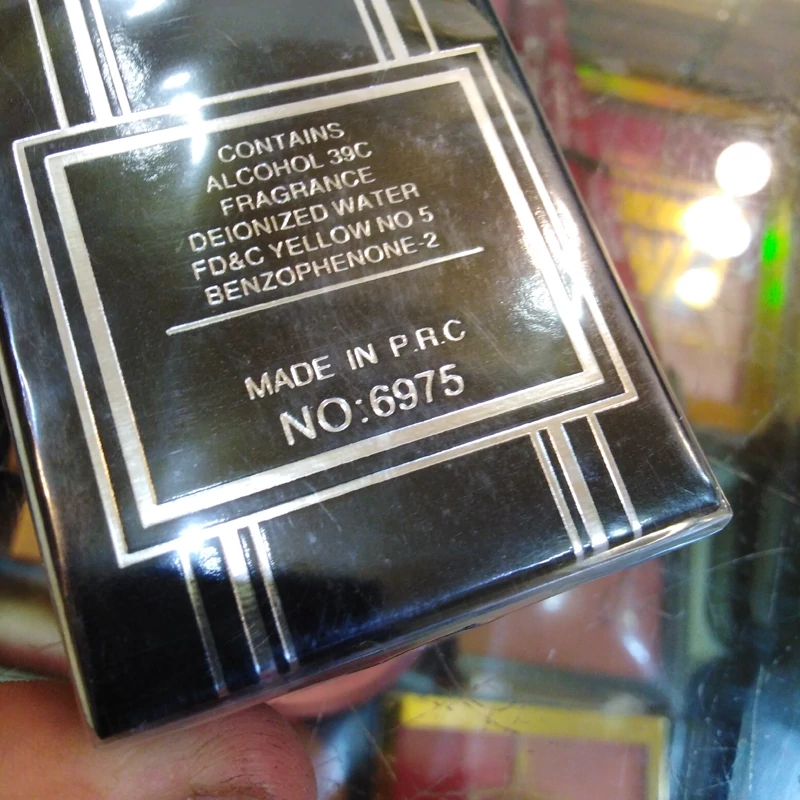 CONTAINS
ALCOHOL 39C
FRAGRANCE
DEIONIZED WATER
FD&C YELLOW NO 5
BENZOPHENONE-2
MADE IN P.R.C
NO:6975